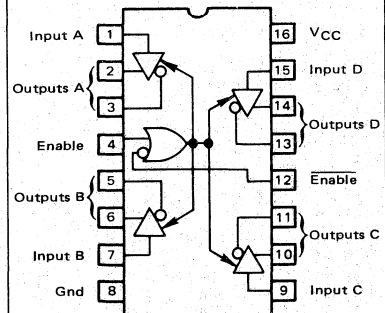 Input A 1
16 VCC
2
15 Input D
Outputs A
14
3
Outputs D
13
Enable 4
5
12 Enable
Outputs B
11
6
Outputs C
10
Input B 7
Gnd 8
9 Input C